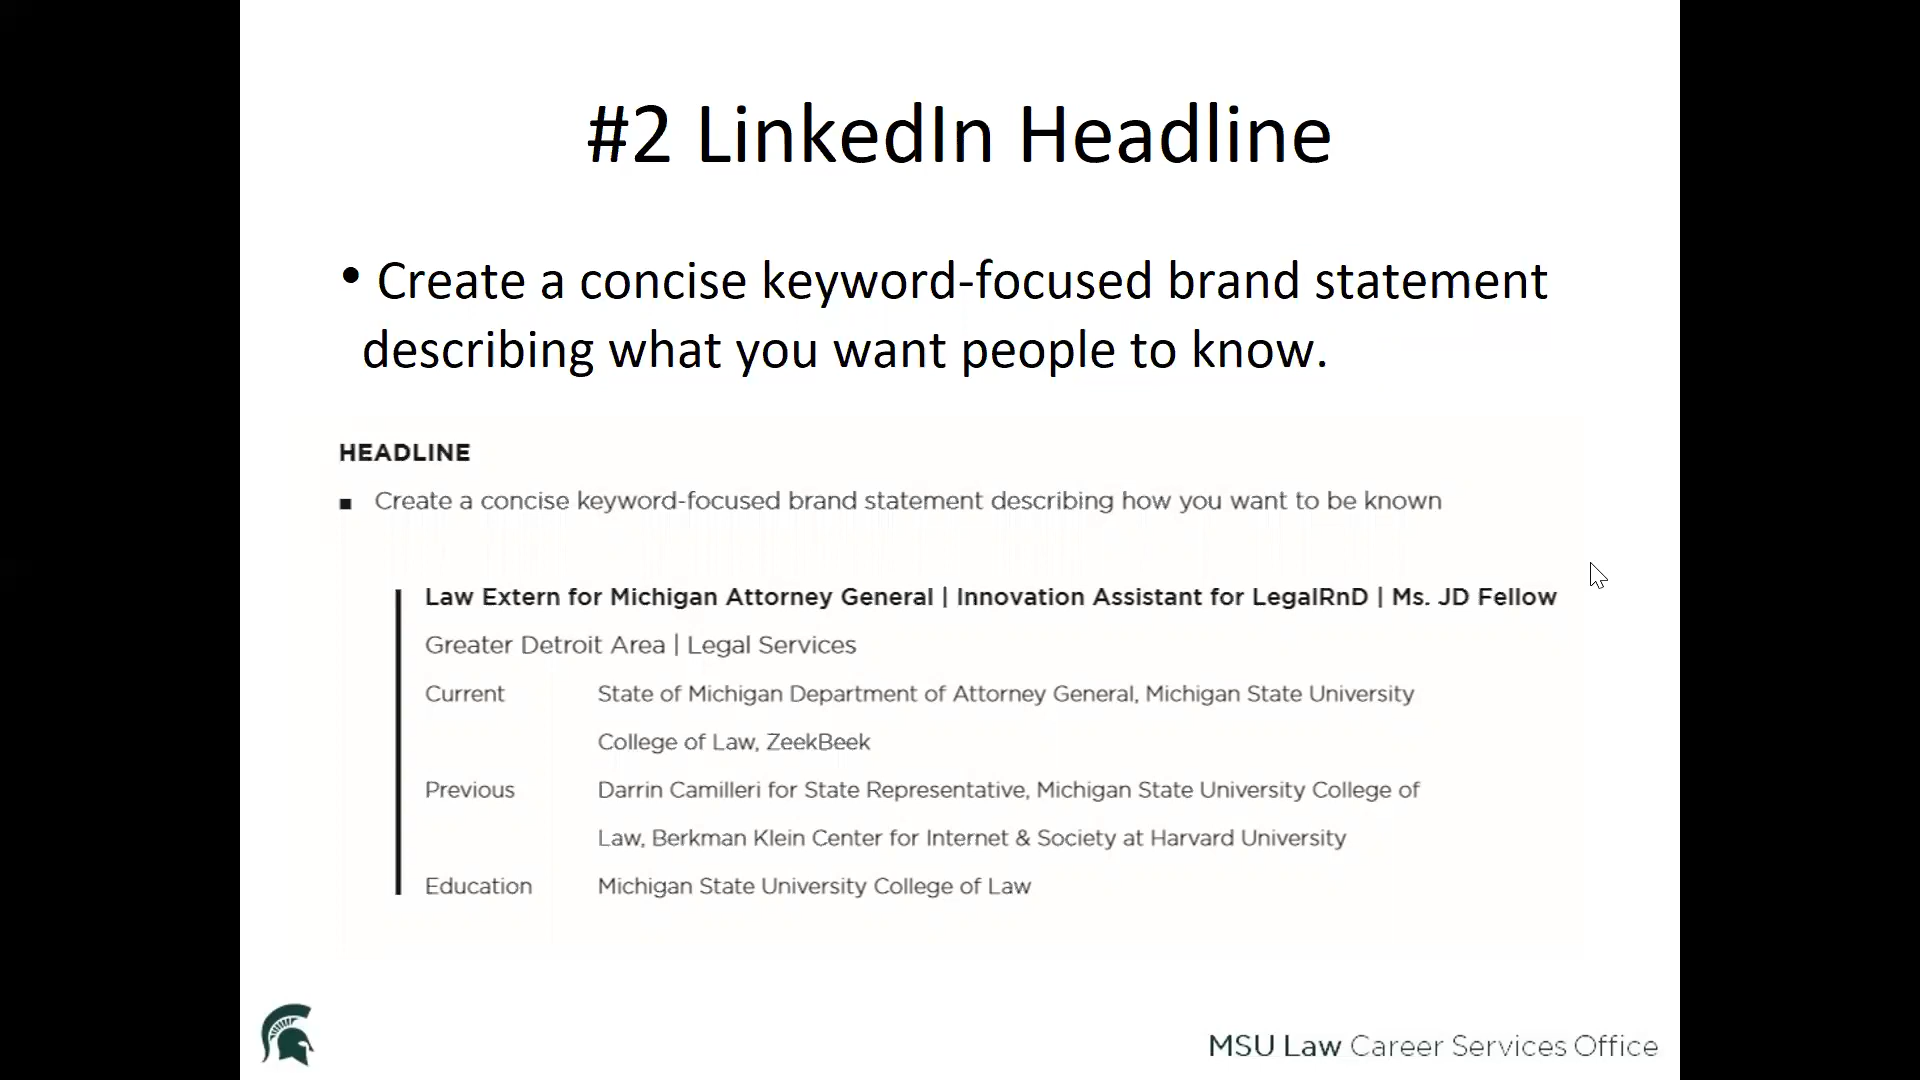 #2 LinkedIn Headline
• Create a concise keyword-focused brand statement
describing what you want people to know.
HEADLINE
▪ Create a concise keyword-focused brand statement describing how you want to be known
Law Extern for Michigan Attorney General | Innovation Assistant for LegalRnD | Ms. JD Fellow
Greater Detroit Area | Legal Services
Current State of Michigan Department of Attorney General, Michigan State University
College of Law, ZeekBeek
Previous Darrin Camilleri for State Representative, Michigan State University College of
Law, Berkman Klein Center for Internet & Society at Harvard University
Education Michigan State University College of Law
MSU Law Career Services Office